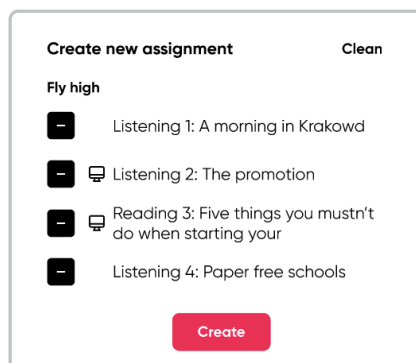 Create new assignment Clean
Fly high
Listening 1: A morning in Krakowd
Listening 2: The promotion
Reading 3: Five things you mustn't
do when starting your
Listening 4: Paper free schools
Create